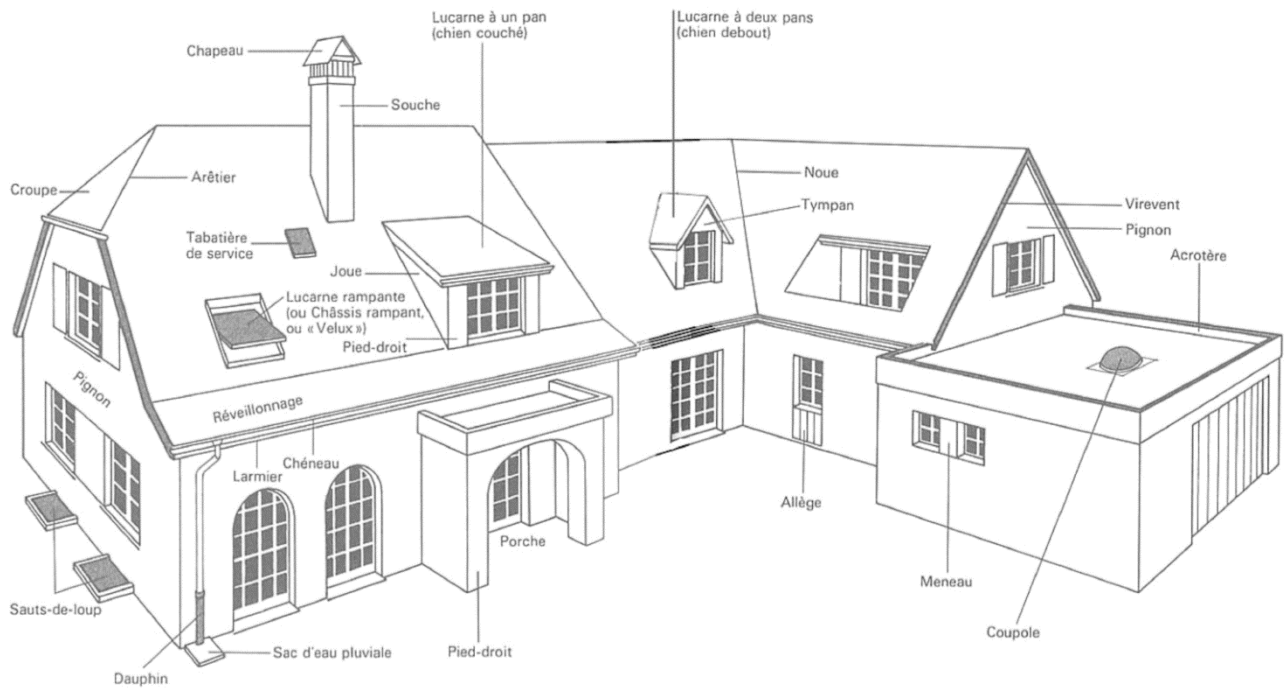 Lucarne à un pan
(chien couché)
Lucarne à deux pans
(chien debout)
Chapeau
Souche
Croupe
Arêtier
Noue
Tympan
Virevent
Pignon
Acrotère
Tabatière
de service
Joue
Lucarne rampante
(ou Châssis rampant,
ou « Velux »)
Pied-droit
Pignon
Réveillonnage
Larmier
Chéneau
Allège
Porche
Meneau
Sauts-de-loup
Coupole
Sac d'eau pluviale
Pied-droit
Dauphin